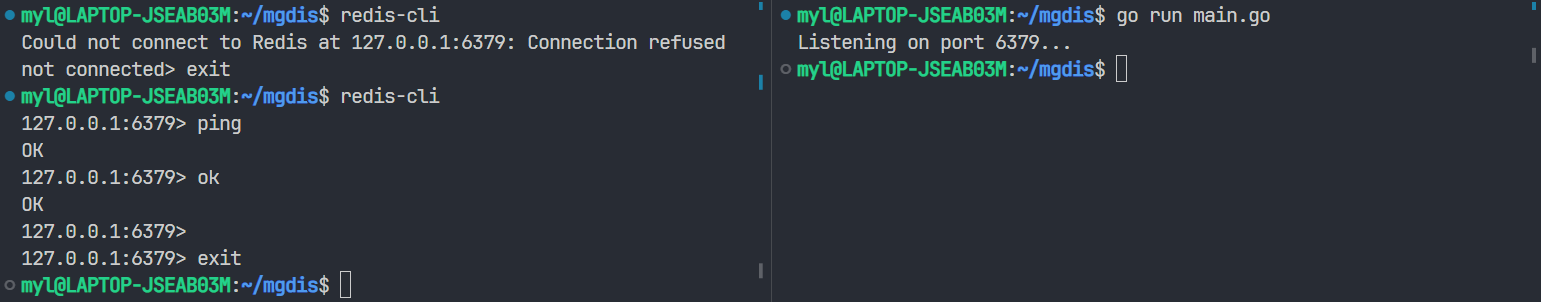 myl@LAPTOP-JSEAB03M:~/mgdis$ redis-cli
Could not connect to Redis at 127.0.0.1:6379: Connection refused
not connected> exit
myl@LAPTOP-JSEAB03M:~/mgdis$ redis-cli
127.0.0.1:6379> ping
OK
127.0.0.1:6379> ok
OK
127.0.0.1:6379>
127.0.0.1:6379> exit
myl@LAPTOP-JSEAB03M:~/mgdis$
myl@LAPTOP-JSEAB03M:~/mgdis$ go run main.go
Listening on port 6379...
myl@LAPTOP-JSEAB03M:~/mgdis$